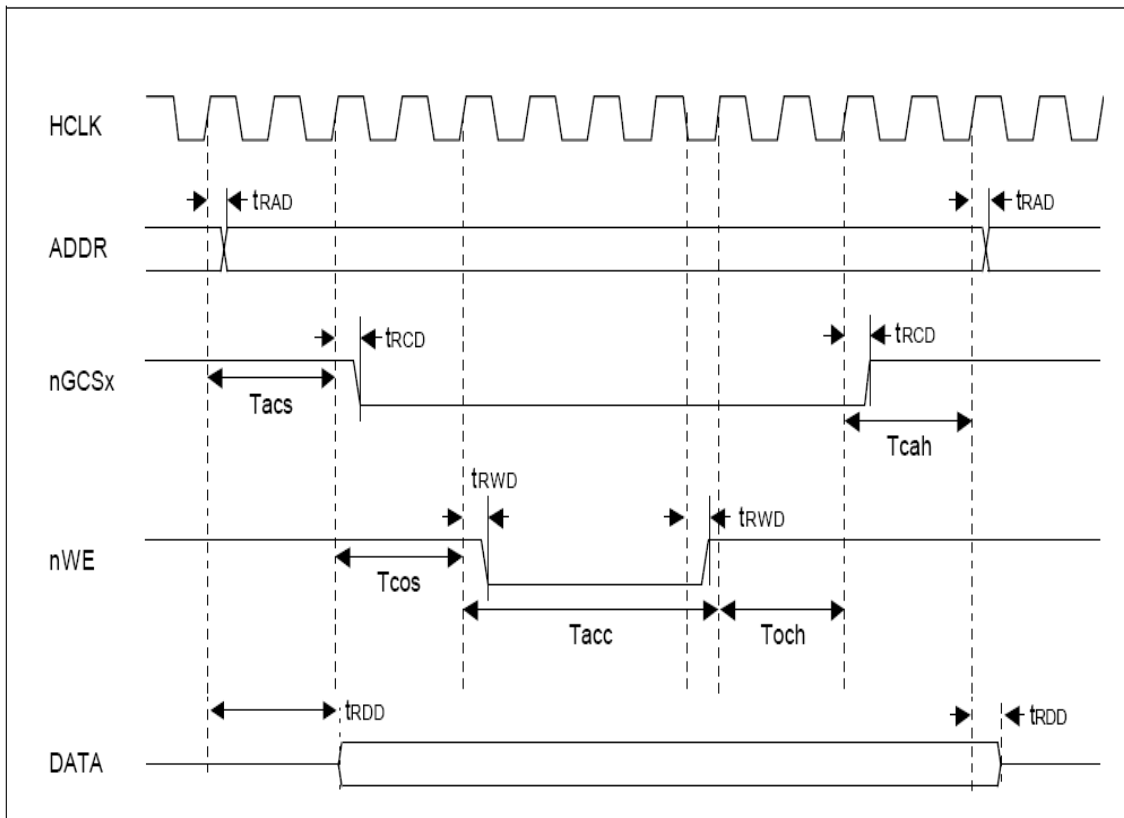 HCLK
tRAD
tRAD
ADDR
tRCD
tRCD
nGCSx
Tacs
Tcah
tRWD
tRWD
nWE
Tcos
Tacc
Toch
tRDD
tRDD
DATA